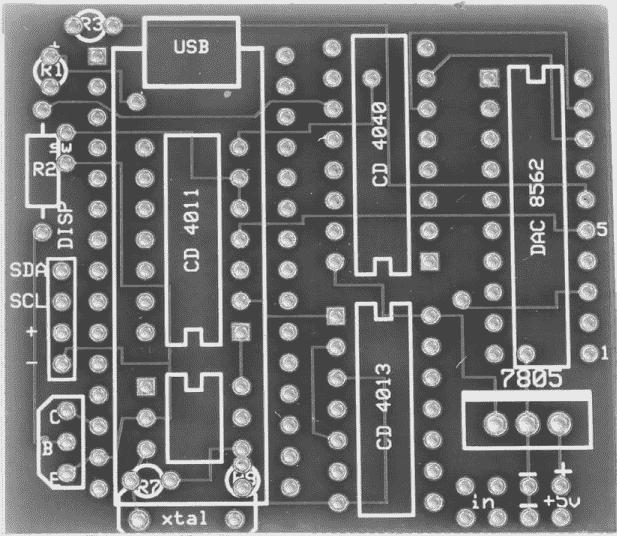 R3
USB
R1
SW
R2
DISP
CD 4011
CD 4040
DAC 8562
5
SDA
SCL
+
-
1
7805
CD 4013
C
B
E
R7
xtal
in
-
-
+
+5v